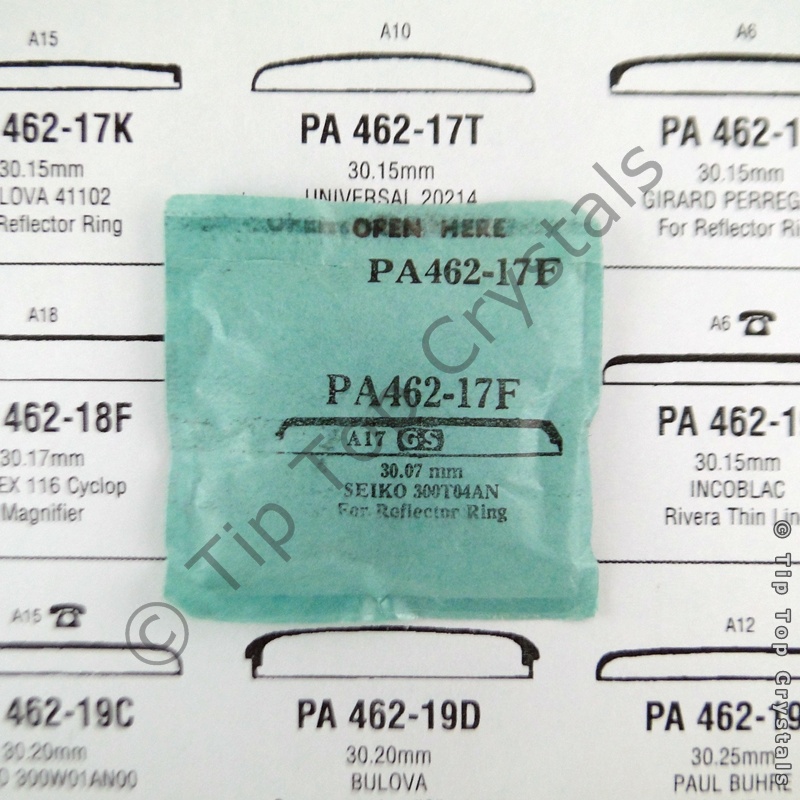 A15
A10
A6
462-17K
PA 462-17T
PA 462-1
30.15mm
30.15mm
30.15mm
LOVA 41102
UNIVERSAL 20214
GIRARD PERREG
Reflector Ring
For Reflector Ri
OPEN HERE
PA462-17F
A18
A6
PA462-17F
A17 GS
30.07 mm
SEIKO 300T04AN
For Reflector Ring
462-18F
30.17mm
EX 116 Cyclop
Magnifier
PA 462-1
30.15mm
INCOBLAC
Rivera Thin Lin
A15
A12
462-19C
PA 462-19D
PA 462-19
30.20mm
30.20mm
30.25mm
300W01AN00
BULOVA
PAUL BUHRE
© Tip Top Crystals
© Tip Top Crystals